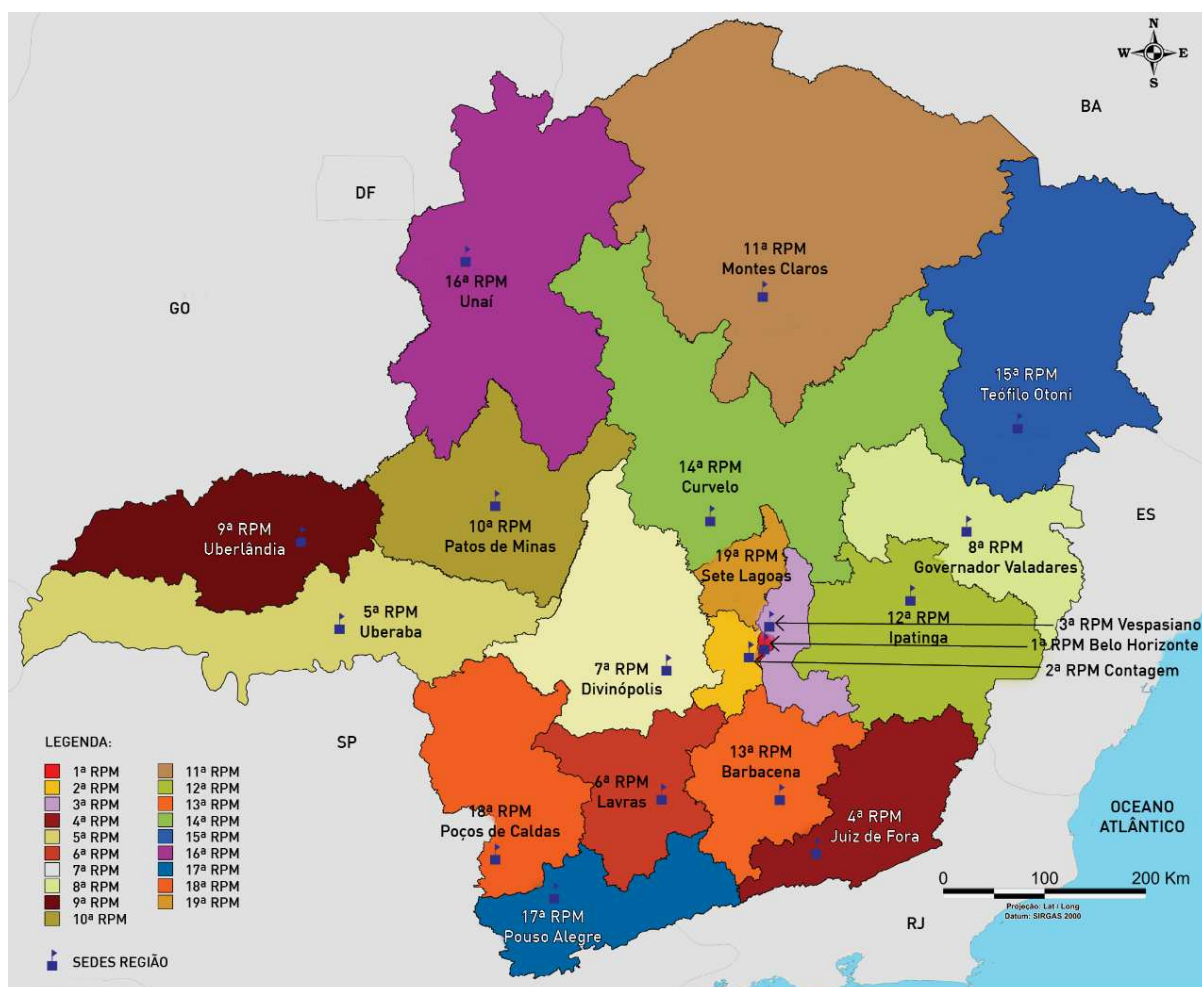 N
W E
S
BA
DF
GO
11ª RPM
Montes Claros
16ª RPM
Unaí
15ª RPM
Teófilo Otoni
14ª RPM
Curvelo
ES
9ª RPM
Uberlândia
10ª RPM
Patos de Minas
8ª RPM
Governador Valadares
19ª RPM
Sete Lagoas
5ª RPM
Uberaba
12ª RPM
Ipatinga
3ª RPM Vespasiano
1ª RPM Belo Horizonte
2ª RPM Contagem
7ª RPM
Divinópolis
SP
13ª RPM
Barbacena
6ª RPM
Lavras
18ª RPM
Poços de Caldas
4ª RPM
Juiz de Fora
OCEANO
ATLÂNTICO
17ª RPM
Pouso Alegre
RJ
0 100 200 Km
Projeção: Lat / Long
Datum: SIRGAS 2000
LEGENDA:
1ª RPM
2ª RPM
3ª RPM
4ª RPM
5ª RPM
6ª RPM
7ª RPM
8ª RPM
9ª RPM
10ª RPM
11ª RPM
12ª RPM
13ª RPM
14ª RPM
15ª RPM
16ª RPM
17ª RPM
18ª RPM
19ª RPM
SEDES REGIÃO